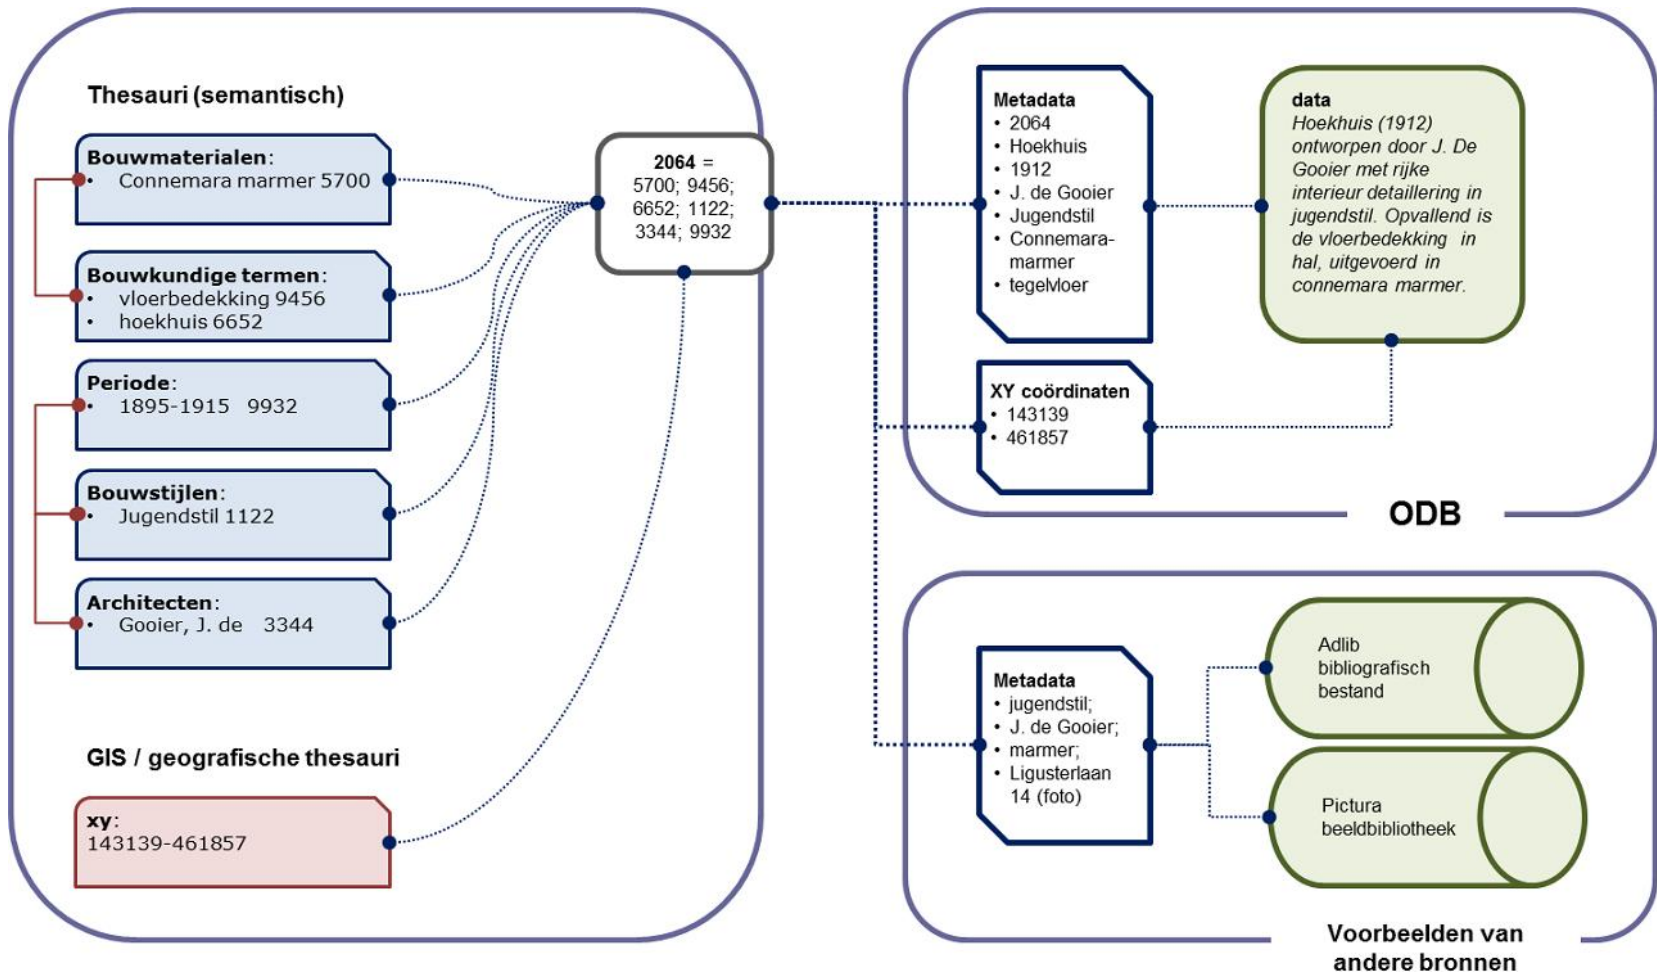 Thesauri (semantisch)
Bouwmaterialen:
• Connemara marmer 5700
Bouwkundige termen:
• vloerbedekking 9456
• hoekhuis 6652
Periode:
• 1895-1915 9932
Bouwstijlen:
• Jugendstil 1122
Architecten:
• Gooier, J. de 3344
GIS / geografische thesauri
xy:
143139-461857
2064 =
5700; 9456;
6652; 1122;
3344; 9932
Metadata
• 2064
• Hoekhuis
• 1912
• J. de Gooier
• Jugendstil
• Connemara-
marmer
• tegelvloer
data
Hoekhuis (1912)
ontworpen door J. De
Gooier met rijke
interieur detaillering in
jugendstil. Opvallend is
de vloerbedekking in
hal, uitgevoerd in
connemara marmer.
XY coördinaten
• 143139
• 461857
ODB
Metadata
• jugendstil;
• J. de Gooier;
• marmer;
• Ligusterlaan
14 (foto)
Adlib
bibliografisch
bestand
Pictura
beeldbibliotheek
Voorbeelden van
andere bronnen